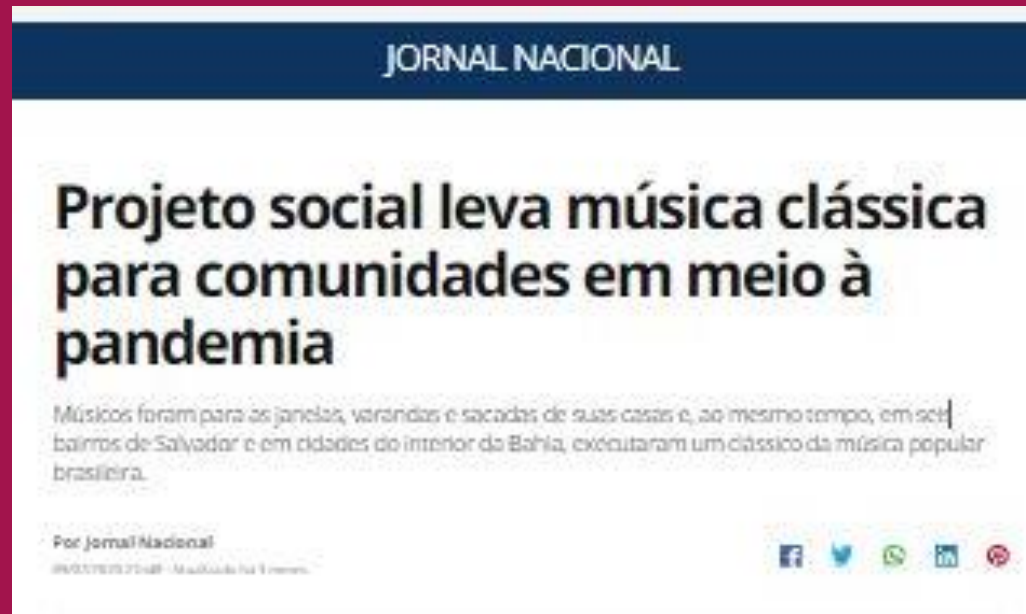 JORNAL NACIONAL
Projeto social leva música clássica
para comunidades em meio à
pandemia
Músicos foram para as janelas, varandas e sacadas de suas casas e, ao mesmo tempo, em
bairros de Salvador e em cidades do interior da Bahia, executaram um clássico da música popular
brasileira.
Por Jornal Nacional